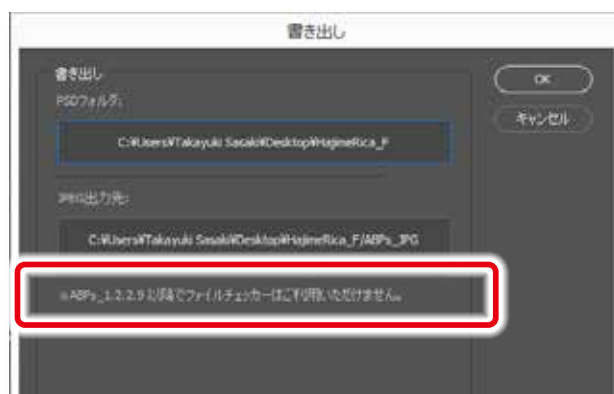 書き出し
書き出し
PSDフォルダ:
OK
キャンセル
C:¥Users¥Takayuki Sasaki¥Desktop¥HajimeRica_F
JPEG出力先:
C:¥Users¥Takayuki Sasaki¥Desktop¥HajimeRica_F/ABPs_JPG
※ABPs_1.2.2.9以降でファイルチェッカーはご利用いただけません。